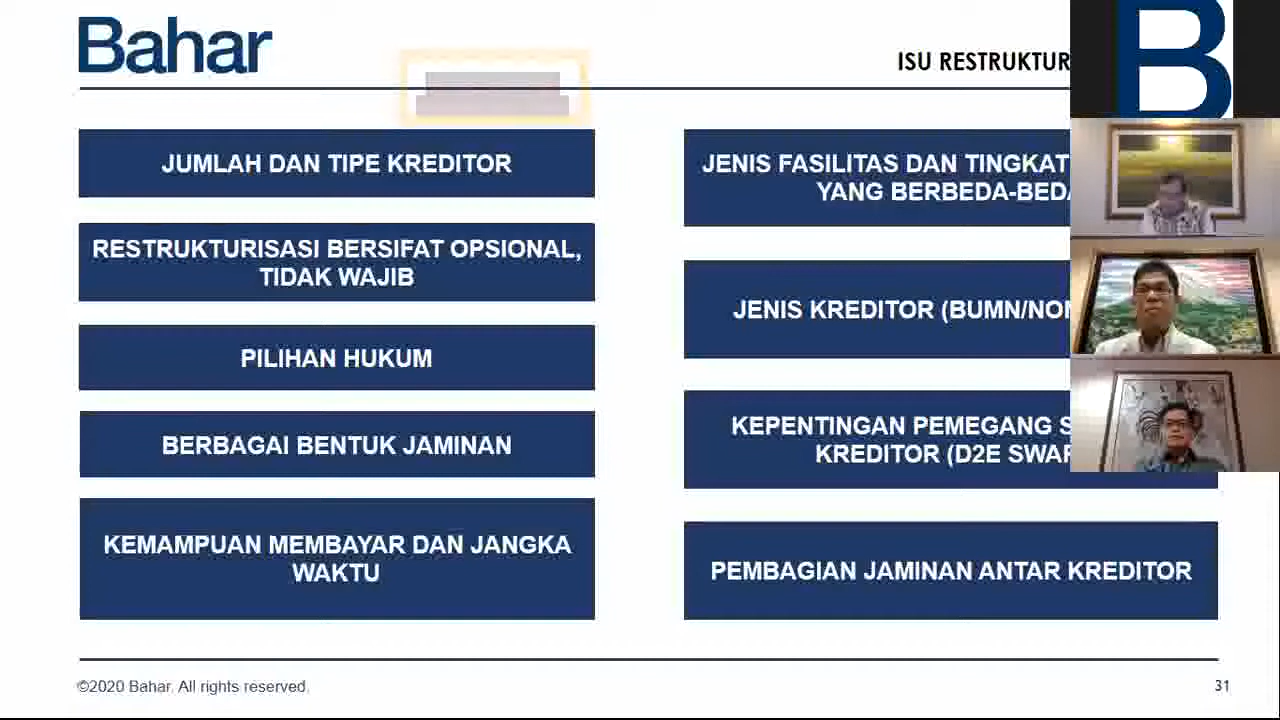 Bahar
ISU RESTRUKTUR
JUMLAH DAN TIPE KREDITOR
RESTRUKTURISASI BERSIFAT OPSIONAL,
TIDAK WAJIB
PILIHAN HUKUM
BERBAGAI BENTUK JAMINAN
KEMAMPUAN MEMBAYAR DAN JANGKA
WAKTU
JENIS FASILITAS DAN TINGKAT
YANG BERBEDA-BEDA
JENIS KREDITOR (BUMN/NON
KEPENTINGAN PEMEGANG S
KREDITOR (D2E SWAP
PEMBAGIAN JAMINAN ANTAR KREDITOR
©2020 Bahar. All rights reserved.
31
B